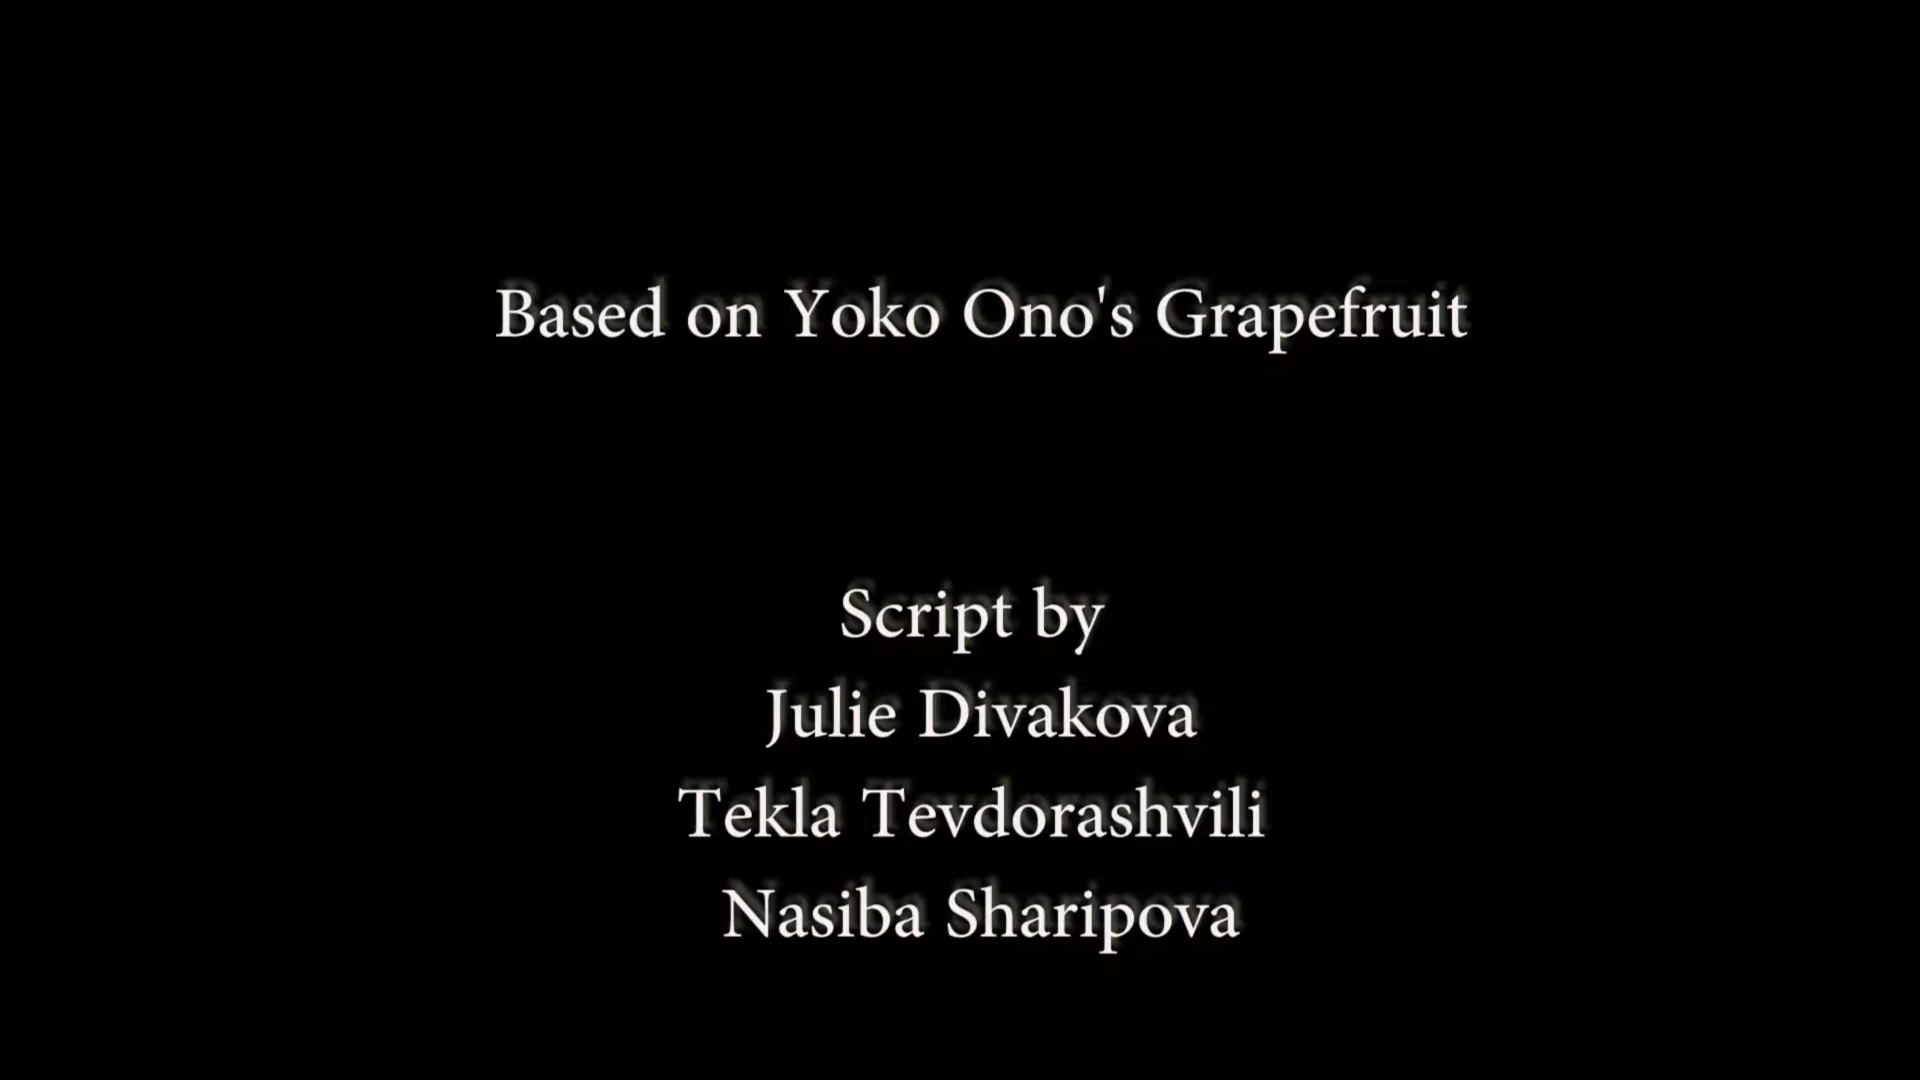 Based on Yoko Ono's Grapefruit
Script by
Julie Divakova
Tekla Tevdorashvili
Nasiba Sharipova